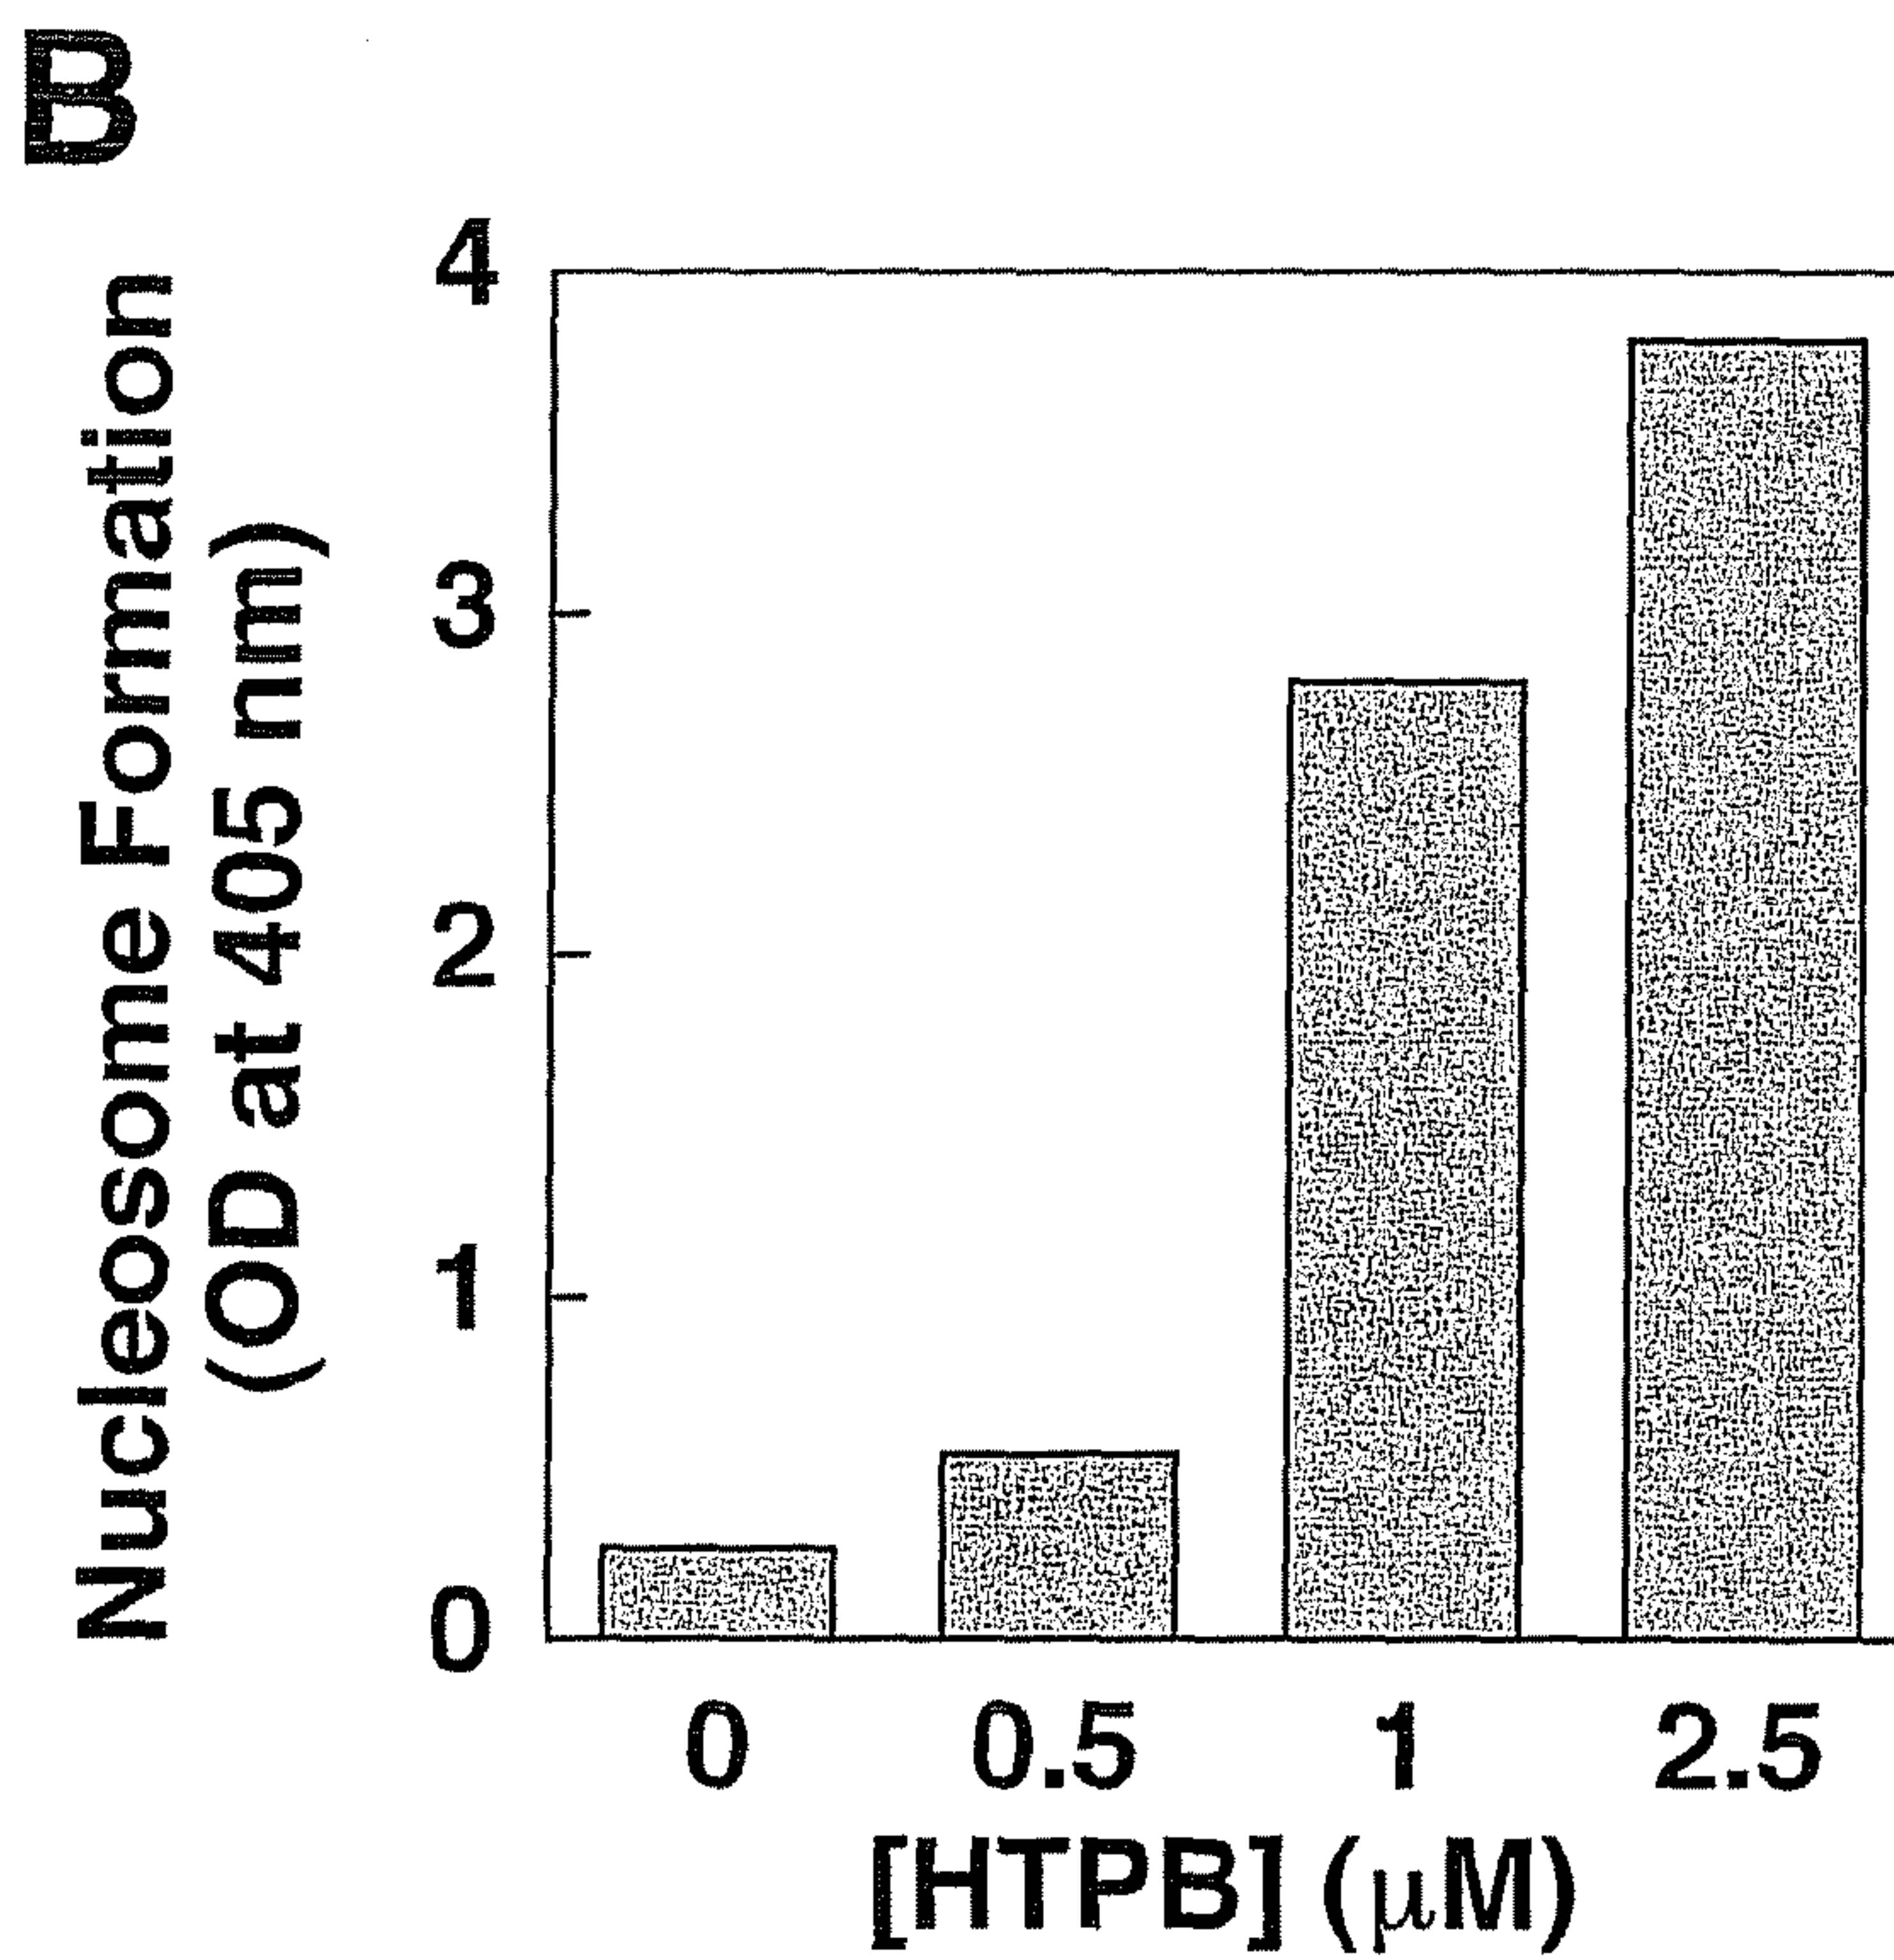 B
Nucleosome Formation
(OD at 405 nm)
4
3
2
1
0
0 0.5 1 2.5
[HTPB] (μM)